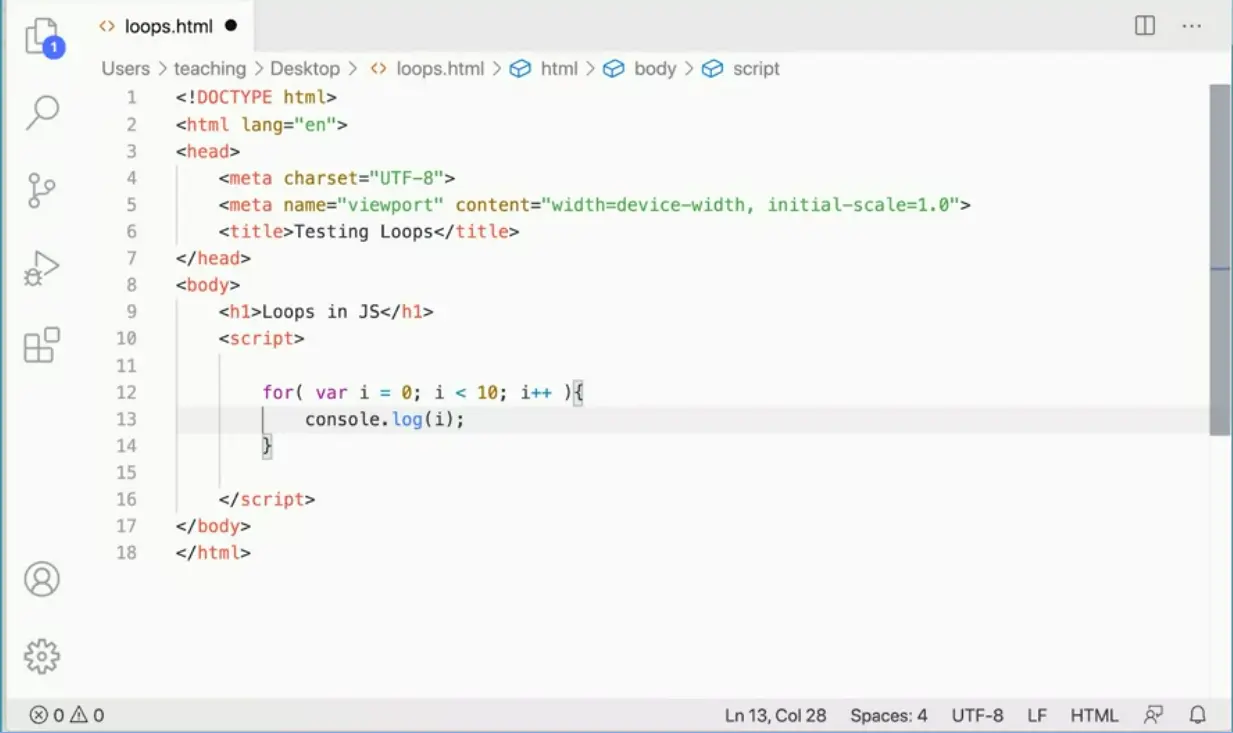 loops.html
1
Users > teaching > Desktop > loops.html > html > body > script
1 <!DOCTYPE html>
2 <html lang="en">
3 <head>
4     <meta charset="UTF-8">
5     <meta name="viewport" content="width=device-width, initial-scale=1.0">
6     <title>Testing Loops</title>
7 </head>
8 <body>
9     <h1>Loops in JS</h1>
10     <script>
11
12         for( var i = 0; i < 10; i++ ){
13             console.log(i);
14         }
15
16     </script>
17 </body>
18 </html>
0 0 Ln 13, Col 28 Spaces: 4 UTF-8 LF HTML